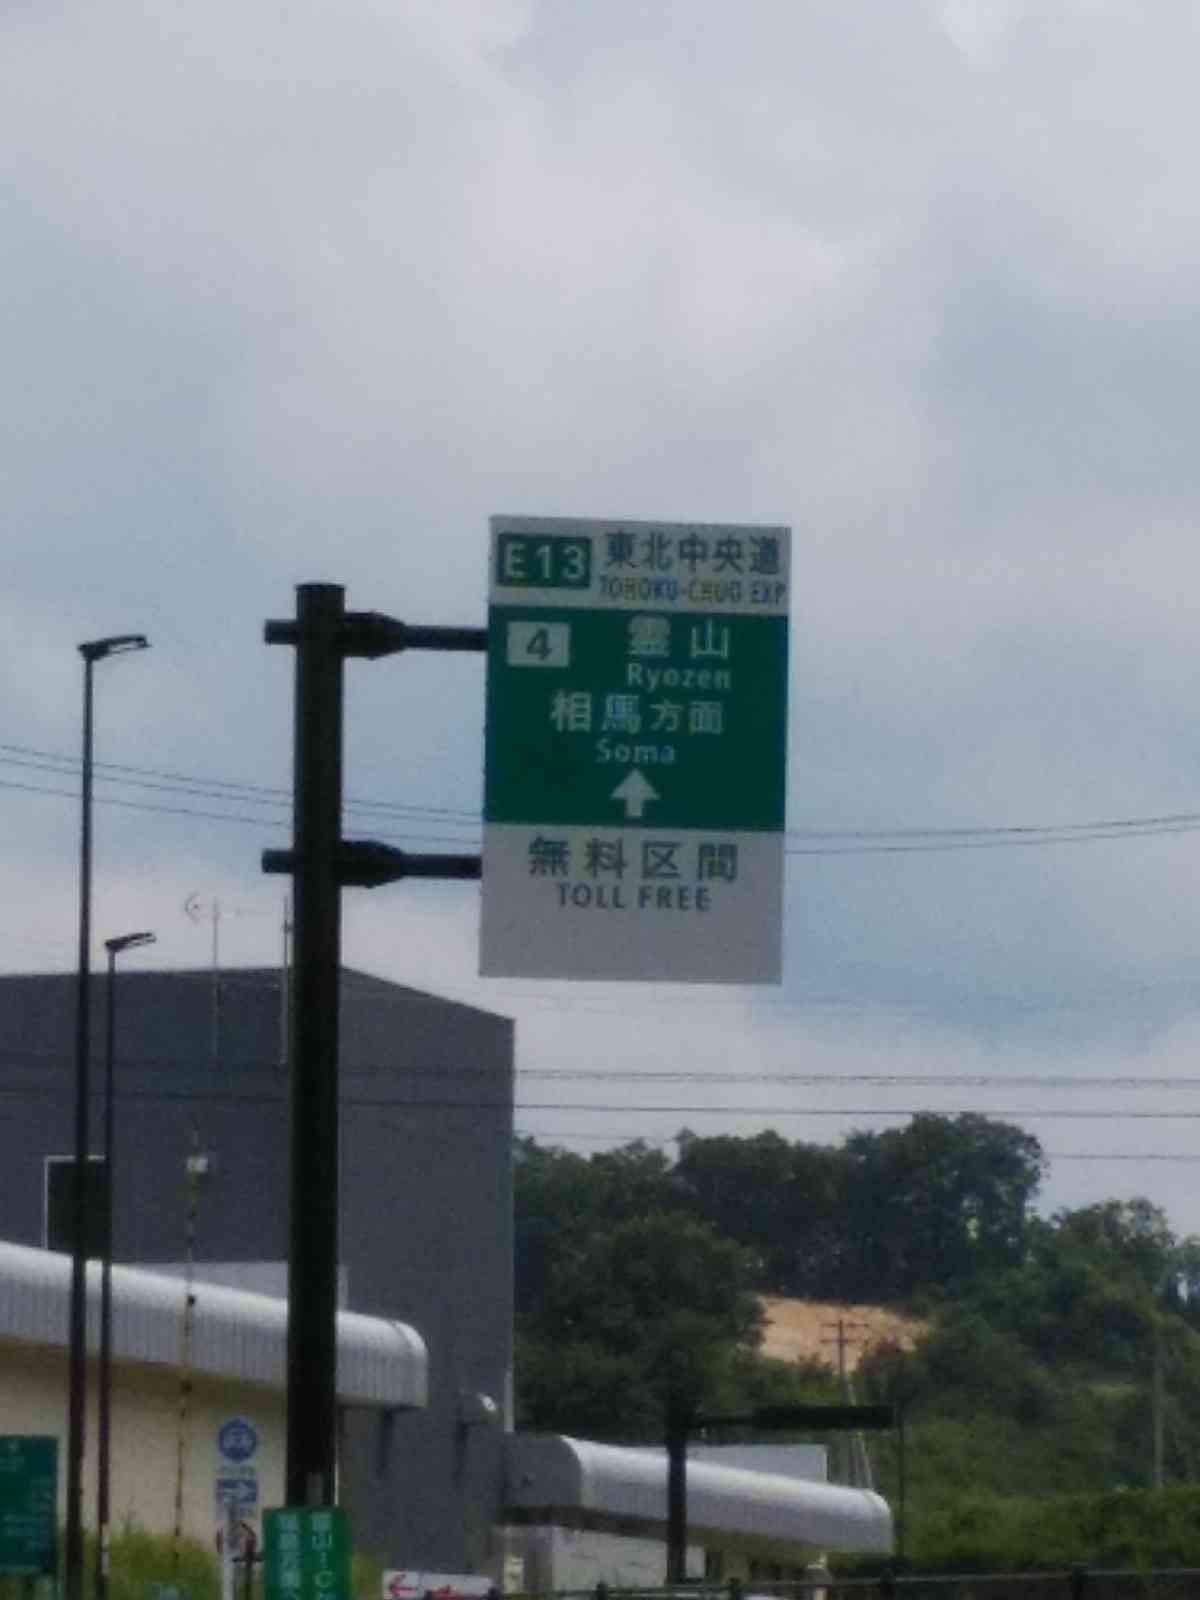 E13 東北中央道
TOHOKU-CHUO EXP
4 霊山
Ryozen
相馬方面
Soma
無料区間
TOLL FREE